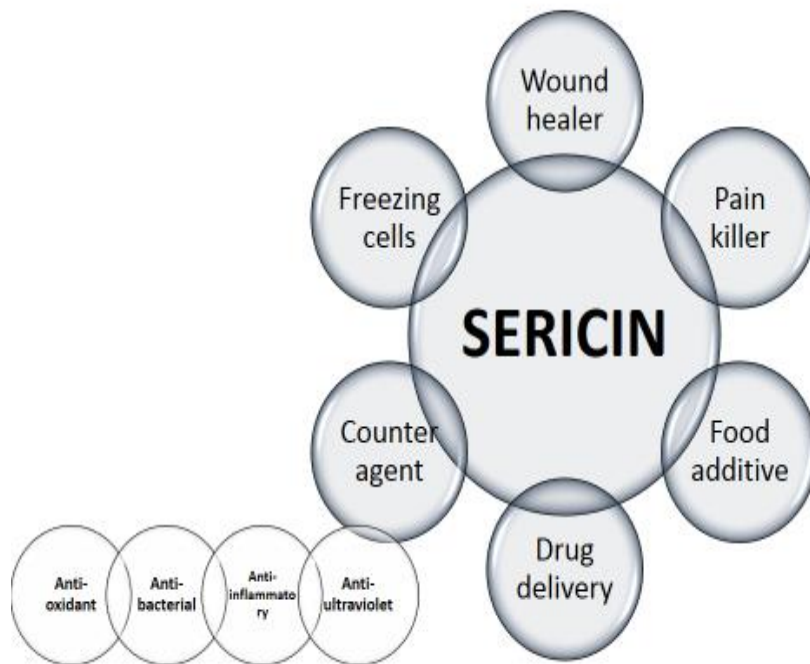 Wound
healer
Freezing
cells
Pain
killer
SERICIN
Counter
agent
Food
additive
Drug
delivery
Anti-
oxidant
Anti-
bacterial
Anti-
inflammato
ry
Anti-
ultraviolet